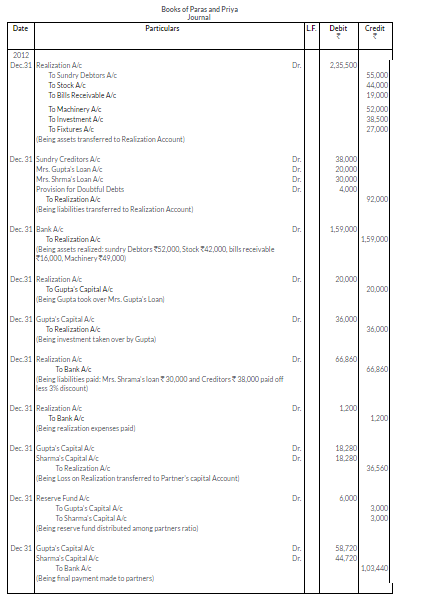 Books of Paras and Priya
Journal
Date Particulars L.F. Debit Credit
₹ ₹
2012
Dec.31 Realization A/c Dr. 2,35,500
To Sundry Debtors A/c 55,000
To Stock A/c 44,000
To Bills Receivable A/c 19,000
To Machinery A/c 52,000
To Investment A/c 38,500
To Fixtures A/c 27,000
(Being assets transferred to Realization Account)
Dec. 31 Sundry Creditors A/c Dr. 38,000
Mrs. Gupta's Loan A/c Dr. 20,000
Mrs. Shrma's Loan A/c Dr. 30,000
Provision for Doubtful Debts Dr. 4,000
To Realization A/c 92,000
(Being liabilities transferred to Realization Account)
Dec. 31 Bank A/c Dr. 1,59,000
To Realization A/c 1,59,000
(Being assets realized: sundry Debtors ₹52,000, Stock ₹42,000, bills receivable
₹16,000, Machinery ₹49,000)
Dec.31 Realization A/c Dr. 20,000
To Gupta's Capital A/c 20,000
(Being Gupta took over Mrs. Gupta's Loan)
Dec. 31 Gupta's Capital A/c Dr. 36,000
To Realization A/c 36,000
(Being investment taken over by Gupta)
Dec.31 Realization A/c Dr. 66,860
To Bank A/c 66,860
(Being liabilities paid: Mrs. Shrama's loan ₹ 30,000 and Creditors ₹ 38,000 paid off
less 3% discount)
Dec. 31 Realization A/c Dr. 1,200
To Bank A/c 1,200
(Being realization expenses paid)
Dec. 31 Gupta's Capital A/c Dr. 18,280
Sharma's Capital A/c Dr. 18,280
To Realization A/c 36,560
(Being Loss on Realization transferred to Partner's capital Account)
Dec. 31 Reserve Fund A/c Dr. 6,000
To Gupta's Capital A/c 3,000
To Sharma's Capital A/c 3,000
(Being reserve fund distributed among partners ratio)
Dec 31 Gupta's Capital A/c Dr. 58,720
Sharma's Capital A/c Dr. 44,720
To Bank A/c 1,03,440
(Being final payment made to partners)